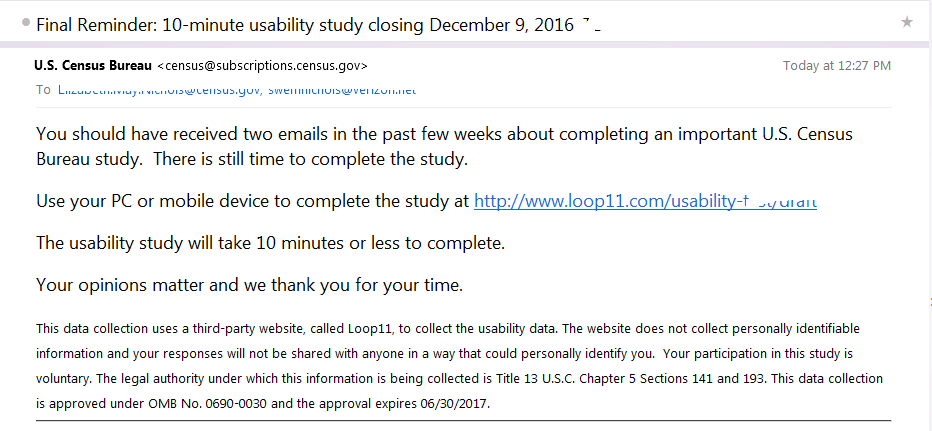 Final Reminder: 10-minute usability study closing December 9, 2016
U.S. Census Bureau <census@subscriptions.census.gov>
Today at 12:27 PM
To Elizabeth.May.Nichols@census.gov, swemnichols@verizon.net
You should have received two emails in the past few weeks about completing an important U.S. Census
Bureau study. There is still time to complete the study.
Use your PC or mobile device to complete the study at http://www.loop11.com/usability-
The usability study will take 10 minutes or less to complete.
Your opinions matter and we thank you for your time.
This data collection uses a third-party website, called Loop11, to collect the usability data. The website does not collect personally identifiable
information and your responses will not be shared with anyone in a way that could personally identify you. Your participation in this study is
voluntary. The legal authority under which this information is being collected is Title 13 U.S.C. Chapter 5 Sections 141 and 193. This data collection
is approved under OMB No. 0690-0030 and the approval expires 06/30/2017.